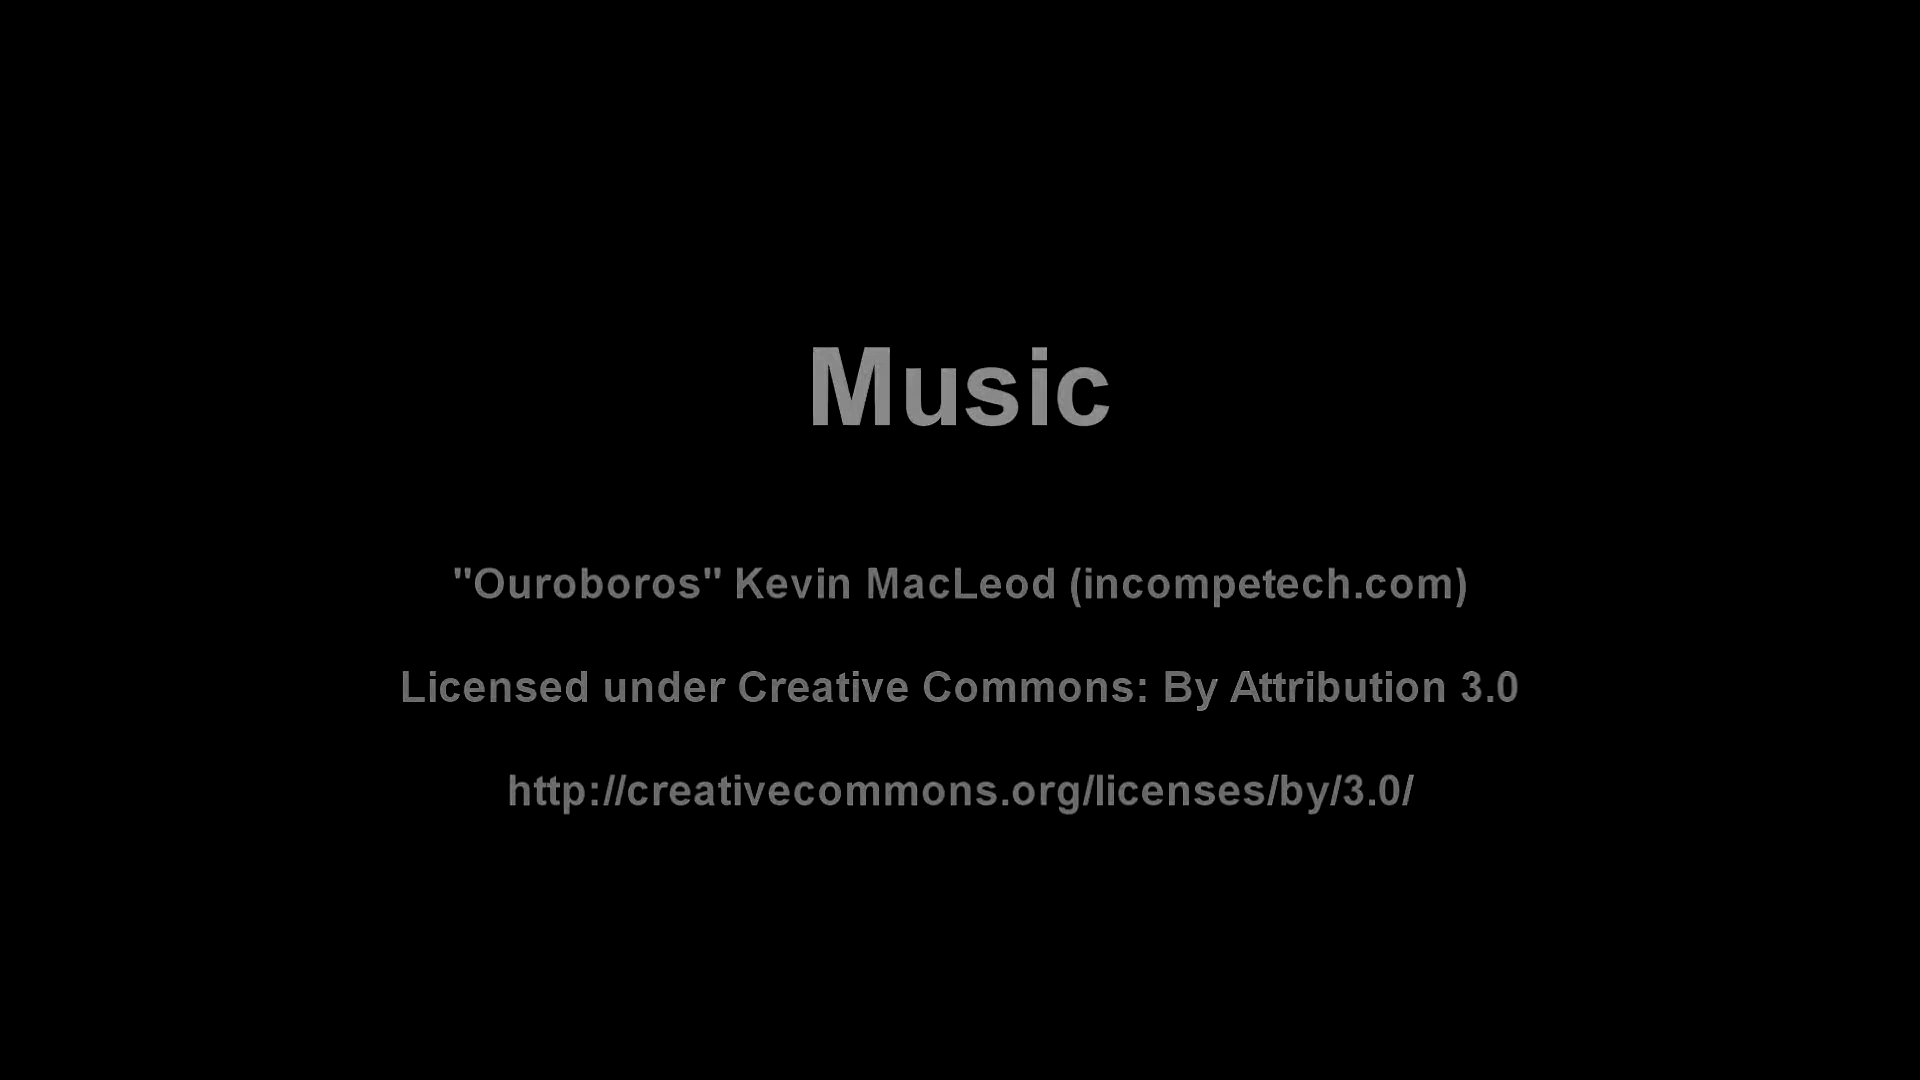 Music
"Ouroboros" Kevin MacLeod (incompetech.com)
Licensed under Creative Commons: By Attribution 3.0
http://creativecommons.org/licenses/by/3.0/